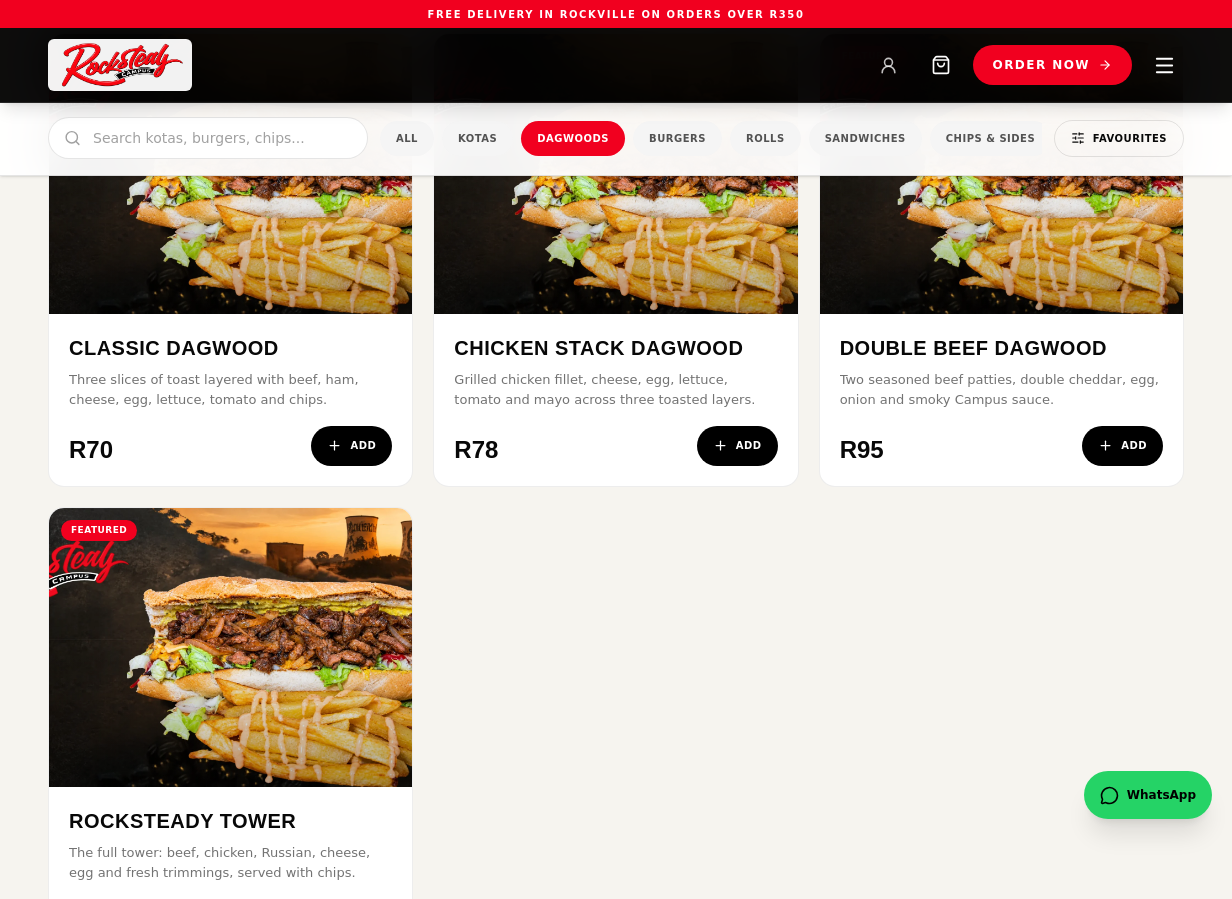 FREE DELIVERY IN ROCKVILLE ON ORDERS OVER R350
Rocksteady
CAMPUS
ORDER NOW
Search kotas, burgers, chips...
ALL
KOTAS
DAGWOODS
BURGERS
ROLLS
SANDWICHES
CHIPS & SIDES
FAVOURITES
CLASSIC DAGWOOD
Three slices of toast layered with beef, ham,
cheese, egg, lettuce, tomato and chips.
R70
ADD
CHICKEN STACK DAGWOOD
Grilled chicken fillet, cheese, egg, lettuce,
tomato and mayo across three toasted layers.
R78
ADD
DOUBLE BEEF DAGWOOD
Two seasoned beef patties, double cheddar, egg,
onion and smoky Campus sauce.
R95
ADD
FEATURED
steady
CAMPUS
ROCKSTEADY TOWER
The full tower: beef, chicken, Russian, cheese,
egg and fresh trimmings, served with chips.
WhatsApp